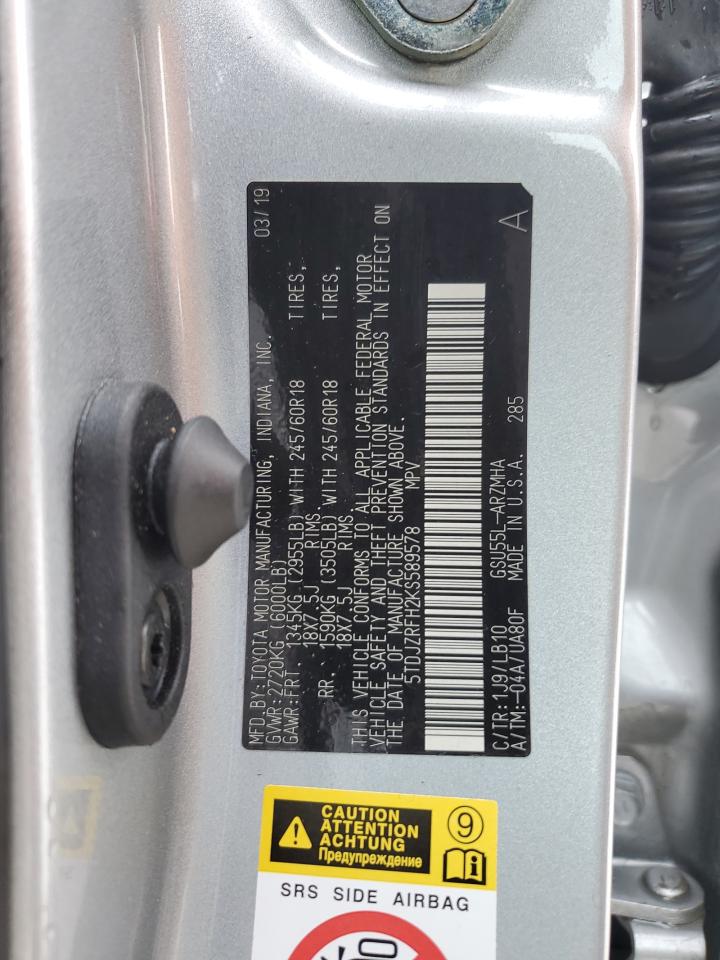 MFD.BY:TOYOTA MOTOR MANUFACTURING, INDIANA, INC. 03/19
GVWR:2720KG (6000LB)
GAWR:FRT. 1345KG (2955LB) WITH 245/60R18 TIRES,
18X7.5J RIMS.
RR. 1590KG (3505LB) WITH 245/60R18 TIRES,
18X7.5J RIMS.
THIS VEHICLE CONFORMS TO ALL APPLICABLE FEDERAL MOTOR
VEHICLE SAFETY AND THEFT PREVENTION STANDARDS IN EFFECT ON
THE DATE OF MANUFACTURE SHOWN ABOVE.
5TDJZRFH2KS589578 MPV
C/TR:1J9/LB10 GSU55L-ARZMHA
A/TM:-04A/UA80F MADE IN U.S.A. 285 A
CAUTION
ATTENTION
ACHTUNG
Предупреждение
9
SRS SIDE AIRBAG